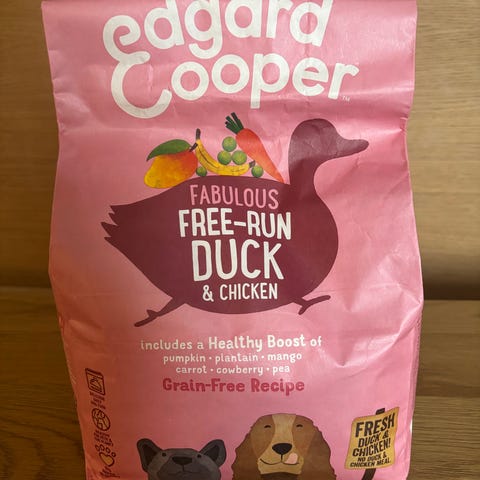 Edgard
Cooper
FABULOUS
FREE-RUN
DUCK
& CHICKEN
includes a Healthy Boost of
pumpkin • plantain • mango
carrot • cowberry • pea
Grain-Free Recipe
FRESH
DUCK &
CHICKEN!
NO DUCK &
CHICKEN MEAL